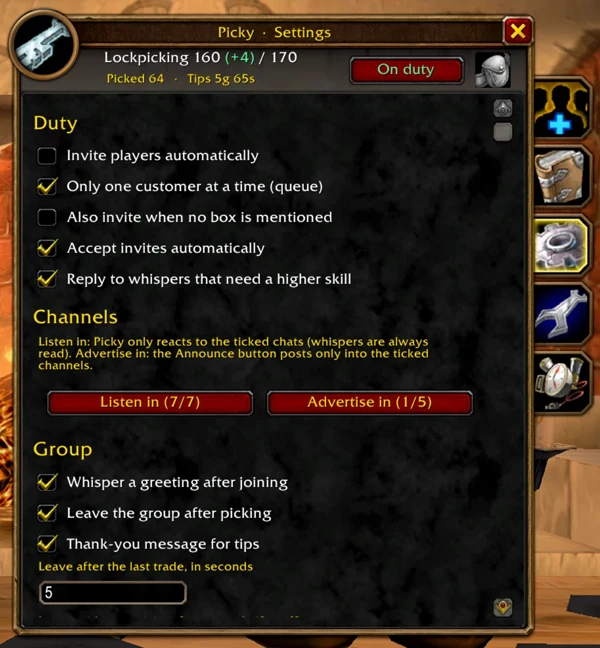 Picky · Settings
Lockpicking 160 (+4) / 170
Picked 64 · Tips 5g 65s
On duty
Duty
Invite players automatically
Only one customer at a time (queue)
Also invite when no box is mentioned
Accept invites automatically
Reply to whispers that need a higher skill
Channels
Listen in: Picky only reacts to the ticked chats (whispers are always
read). Advertise in: the Announce button posts only into the ticked
channels.
Listen in (7/7)
Advertise in (1/5)
Group
Whisper a greeting after joining
Leave the group after picking
Thank-you message for tips
Leave after the last trade, in seconds
5